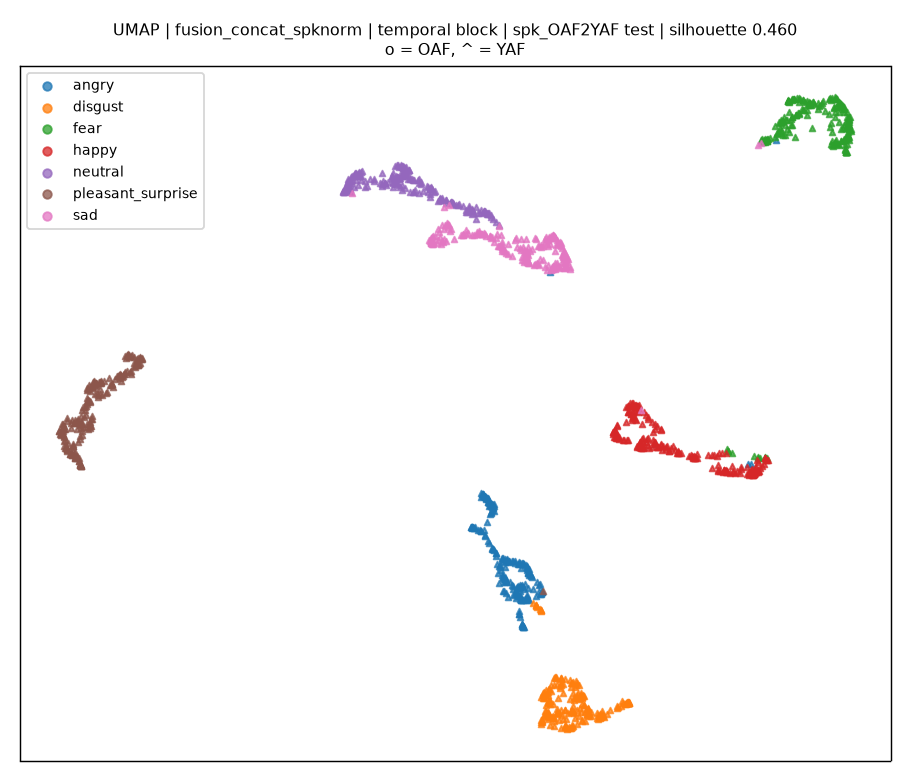 UMAP | fusion_concat_spknorm | temporal block | spk_OAF2YAF test | silhouette 0.460
o = OAF, ^ = YAF
angry
disgust
fear
happy
neutral
pleasant_surprise
sad